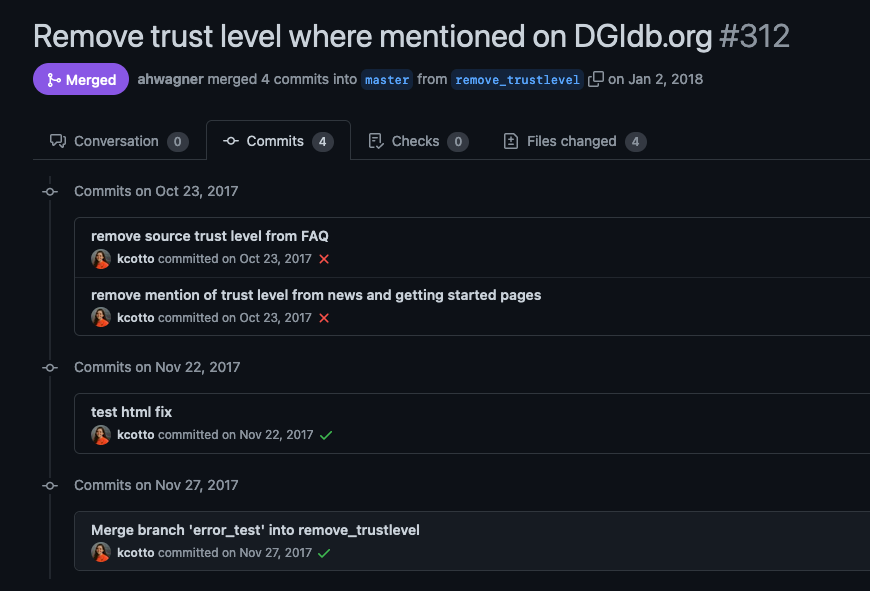 Remove trust level where mentioned on DGIdb.org #312
Merged ahwagner merged 4 commits into master from remove_trustlevel on Jan 2, 2018
Conversation 0 Commits 4 Checks 0 Files changed 4
Commits on Oct 23, 2017
remove source trust level from FAQ
kcotto committed on Oct 23, 2017
remove mention of trust level from news and getting started pages
kcotto committed on Oct 23, 2017
Commits on Nov 22, 2017
test html fix
kcotto committed on Nov 22, 2017
Commits on Nov 27, 2017
Merge branch 'error_test' into remove_trustlevel
kcotto committed on Nov 27, 2017